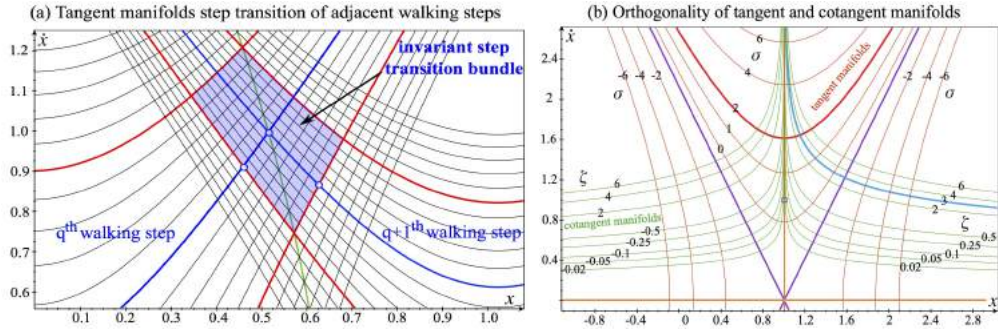 (a) Tangent manifolds step transition of adjacent walking steps
ẋ
1.2
1.1
1.0
0.9
0.8
0.7
0.6
invariant step
transition bundle
qth walking step
q+1th walking step
x
0.1 0.2 0.3 0.4 0.5 0.6 0.7 0.8 0.9 1.0
(b) Orthogonality of tangent and cotangent manifolds
ẋ
2.4
2
1.6
1.2
0.8
0.4
6
σ
4
2
1
0
-6 -4 -2
σ
-2 -4 -6
σ
tangent manifolds
ζ
6
4
2
cotangent manifolds
-0.5
-0.25
-0.1
-0.05
-0.02
6
4
3
2
ζ
0.5
0.25
0.1
0.05
0.02
x
-0.8 -0.4 0 0.4 0.8 1.2 1.6 2 2.4 2.8